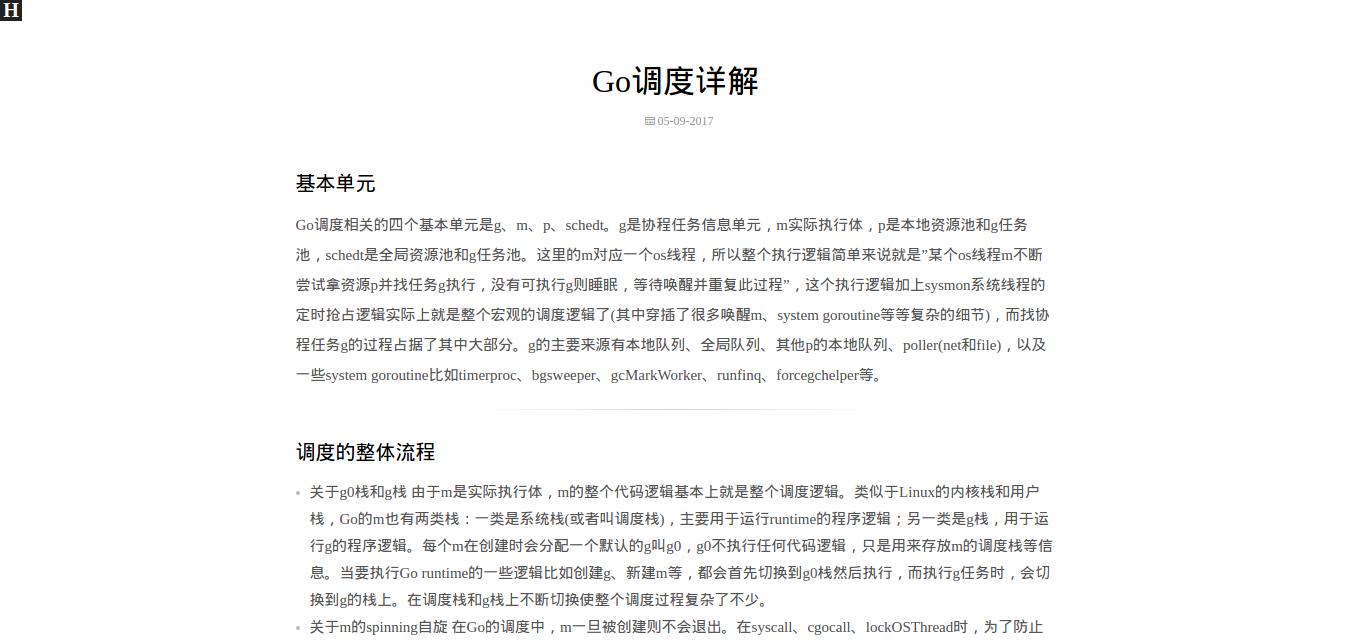 H
Go调度详解
05-09-2017
基本单元
Go调度相关的四个基本单元是g、m、p、schedt。g是协程任务信息单元，m实际执行体，p是本地资源池和g任务
池，schedt是全局资源池和g任务池。这里的m对应一个os线程，所以整个执行逻辑简单来说就是”某个os线程m不断
尝试拿资源p并找任务g执行，没有可执行g则睡眠，等待唤醒并重复此过程”，这个执行逻辑加上sysmon系统线程的
定时抢占逻辑实际上就是整个宏观的调度逻辑了(其中穿插了很多唤醒m、system goroutine等等复杂的细节)，而找协
程任务g的过程占据了其中大部分。g的主要来源有本地队列、全局队列、其他p的本地队列、poller(net和file)，以及
一些system goroutine比如timerproc、bgsweeper、gcMarkWorker、runfinq、forcegchelper等。
调度的整体流程
关于g0栈和g栈 由于m是实际执行体，m的整个代码逻辑基本上就是整个调度逻辑。类似于Linux的内核栈和用户
栈，Go的m也有两类栈：一类是系统栈(或者叫调度栈)，主要用于运行runtime的程序逻辑；另一类是g栈，用于运
行g的程序逻辑。每个m在创建时会分配一个默认的g叫g0，g0不执行任何代码逻辑，只是用来存放m的调度栈等信
息。当要执行Go runtime的一些逻辑比如创建g、新建m等，都会首先切换到g0栈然后执行，而执行g任务时，会切
换到g的栈上。在调度栈和g栈上不断切换使整个调度过程复杂了不少。
关于m的spinning自旋 在Go的调度中，m一旦被创建则不会退出。在syscall、cgocall、lockOSThread时，为了防止